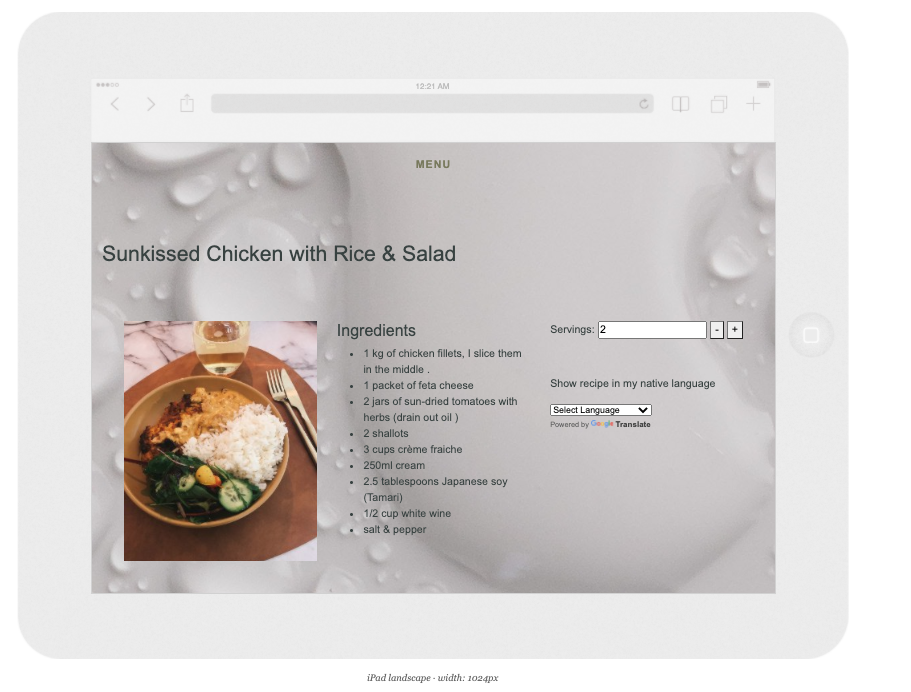 12:21 AM
MENU
Sunkissed Chicken with Rice & Salad
Ingredients
• 1 kg of chicken fillets, I slice them
in the middle .
• 1 packet of feta cheese
• 2 jars of sun-dried tomatoes with
herbs (drain out oil )
• 2 shallots
• 3 cups crème fraiche
• 250ml cream
• 2.5 tablespoons Japanese soy
(Tamari)
• 1/2 cup white wine
• salt & pepper
Servings: 2 - +
Show recipe in my native language
Select Language
Powered by Google Translate
iPad landscape · width: 1024px